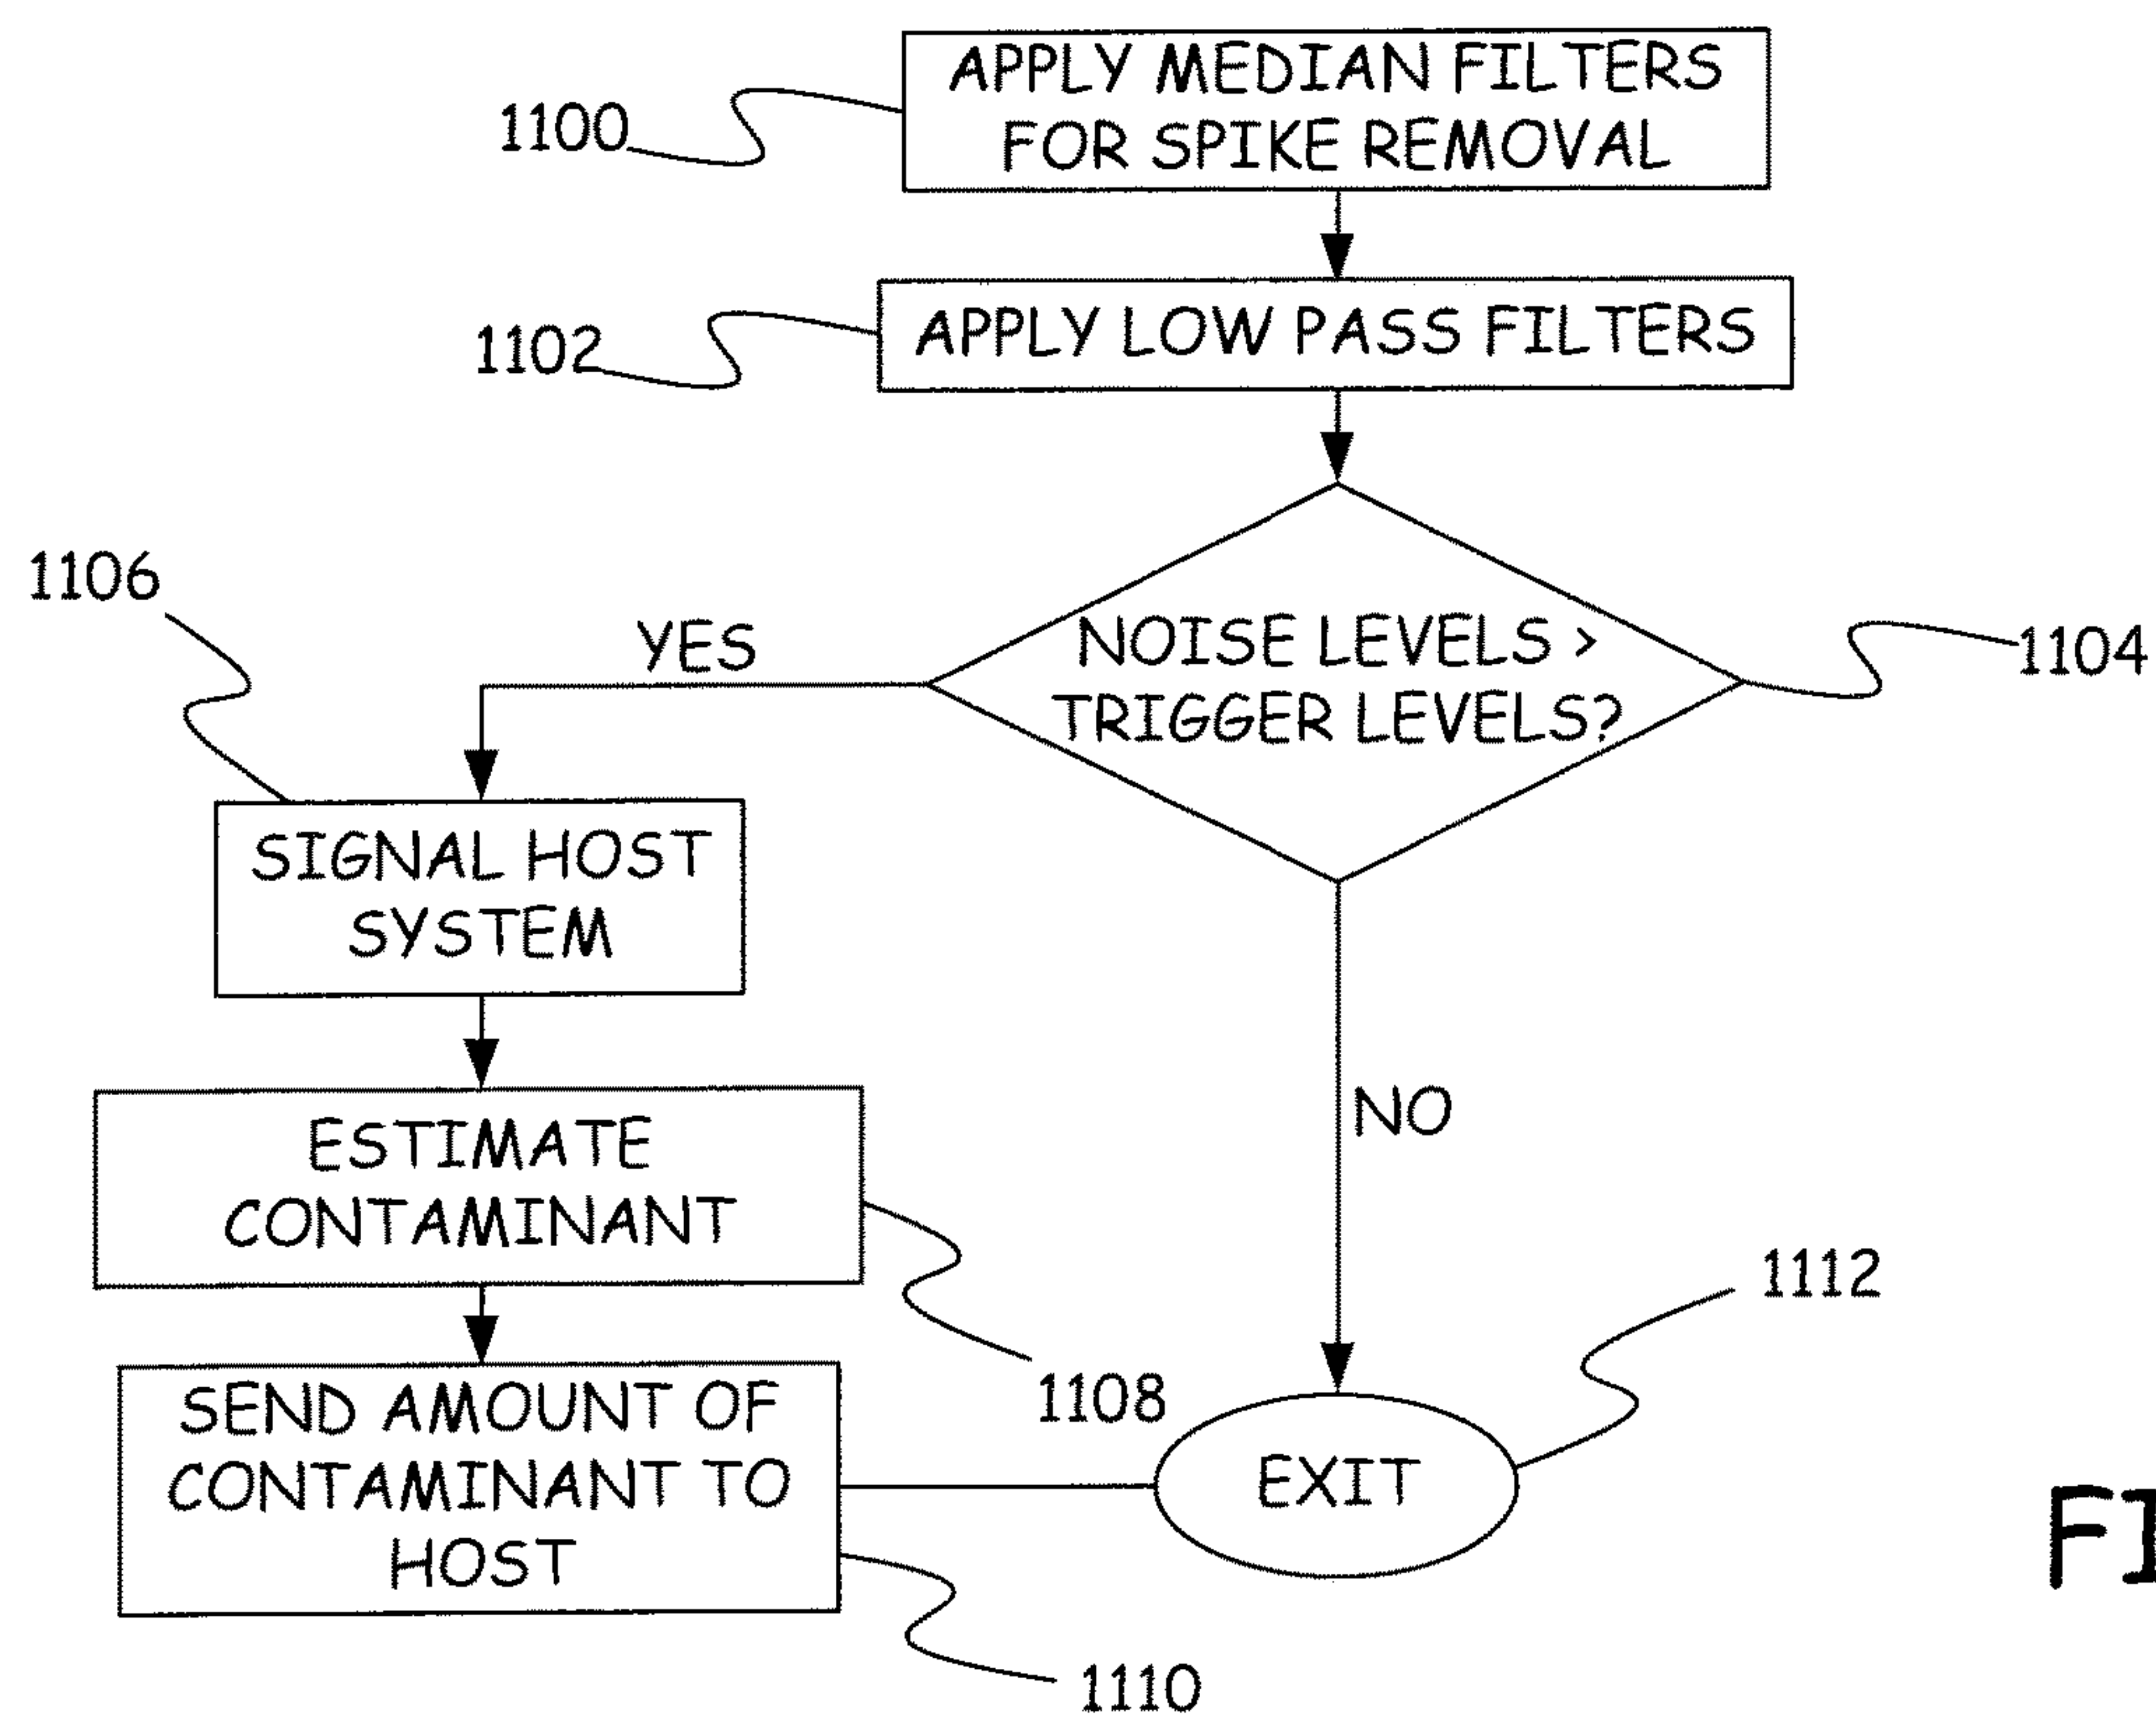 APPLY MEDIAN FILTERS
FOR SPIKE REMOVAL
1100
APPLY LOW PASS FILTERS
1102
NOISE LEVELS >
TRIGGER LEVELS?
1104
YES
1106
SIGNAL HOST
SYSTEM
ESTIMATE
CONTAMINANT
1108
NO
SEND AMOUNT OF
CONTAMINANT TO
HOST
1110
EXIT
1112